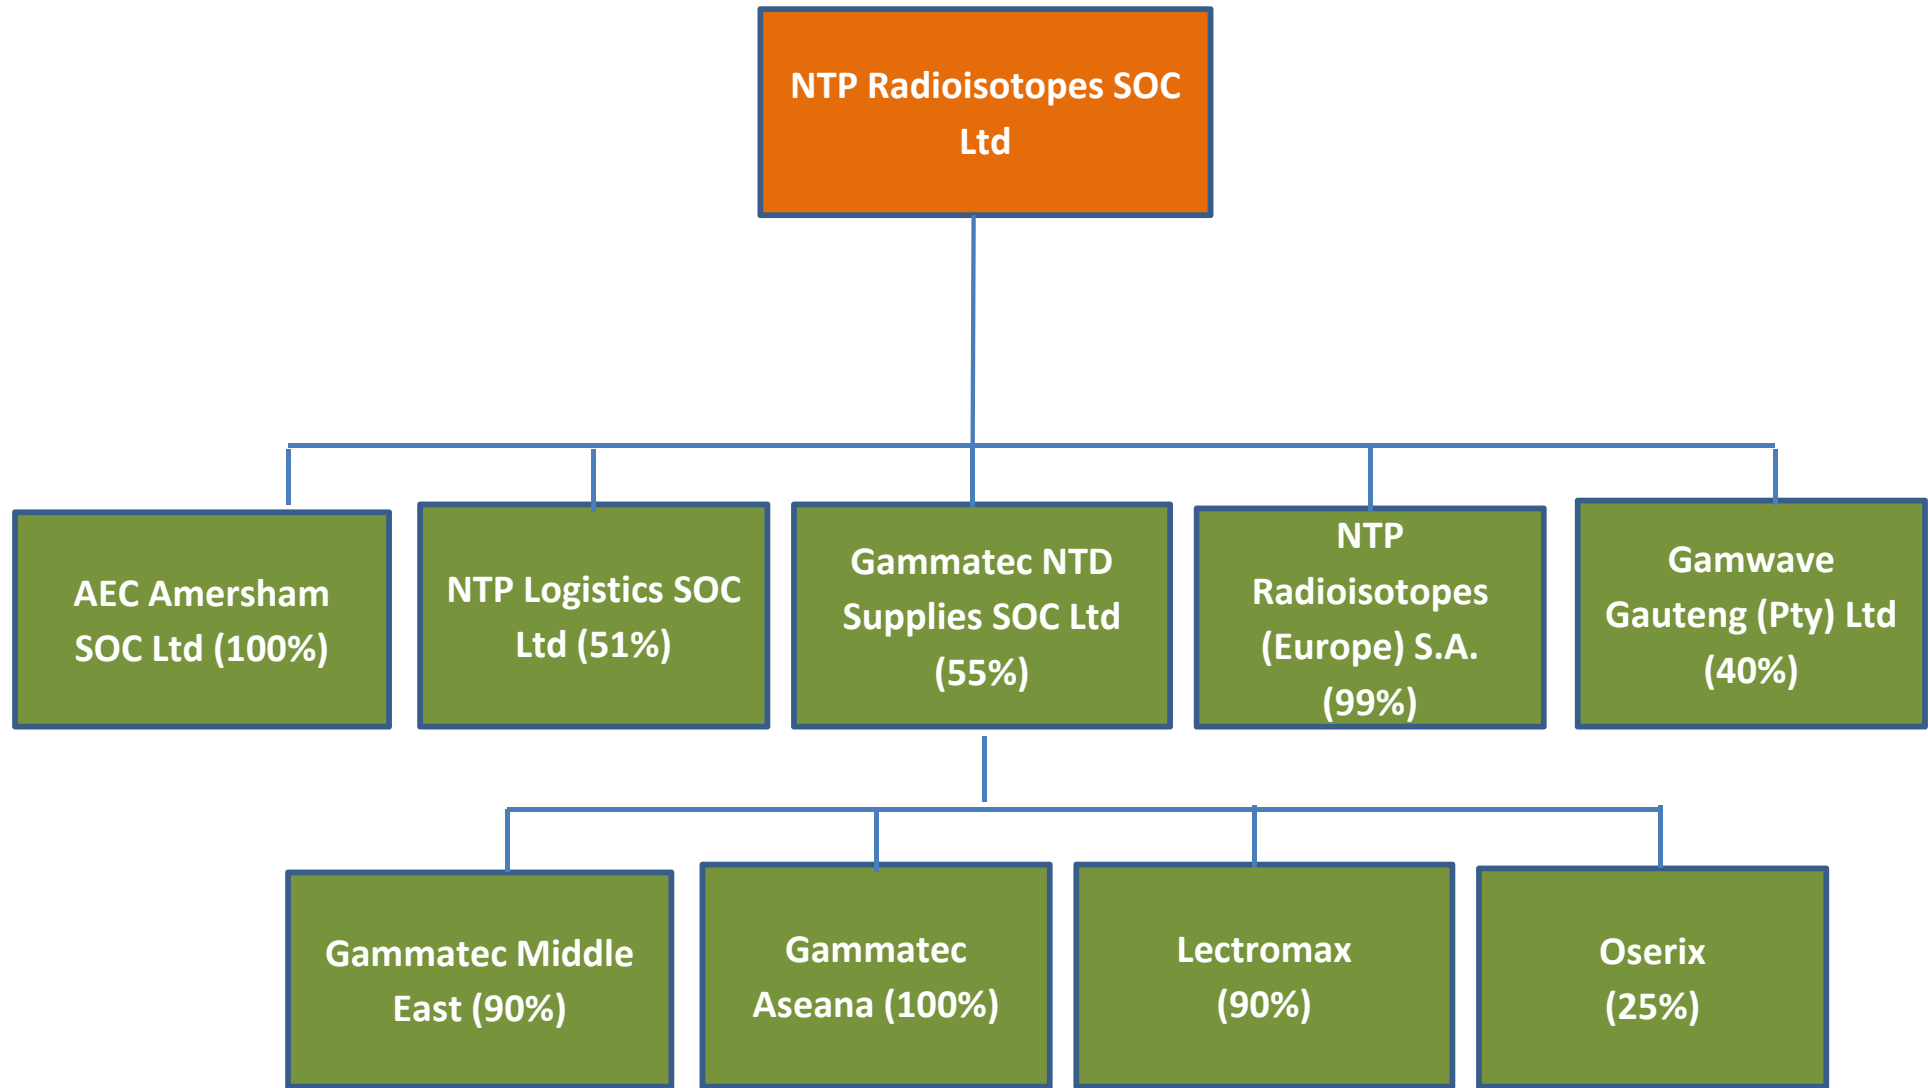 NTP Radioisotopes SOC
Ltd
AEC Amersham
SOC Ltd (100%)
NTP Logistics SOC
Ltd (51%)
Gammatec NTD
Supplies SOC Ltd
(55%)
NTP
Radioisotopes
(Europe) S.A.
(99%)
Gamwave
Gauteng (Pty) Ltd
(40%)
Gammatec Middle
East (90%)
Gammatec
Aseana (100%)
Lectromax
(90%)
Oserix
(25%)